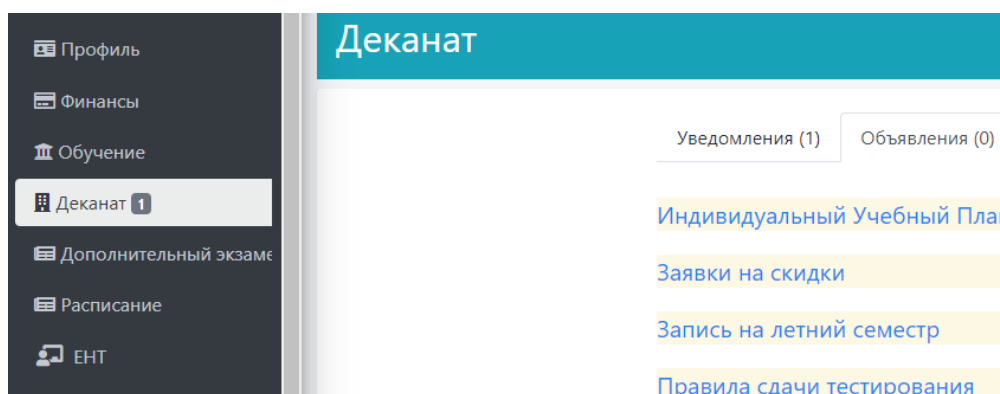 Профиль
Финансы
Обучение
Деканат 1
Дополнительный экзаме
Расписание
ЕНТ
Деканат
Уведомления (1)
Объявления (0)
Индивидуальный Учебный Пла
Заявки на скидки
Запись на летний семестр
Правила сдачи тестирования